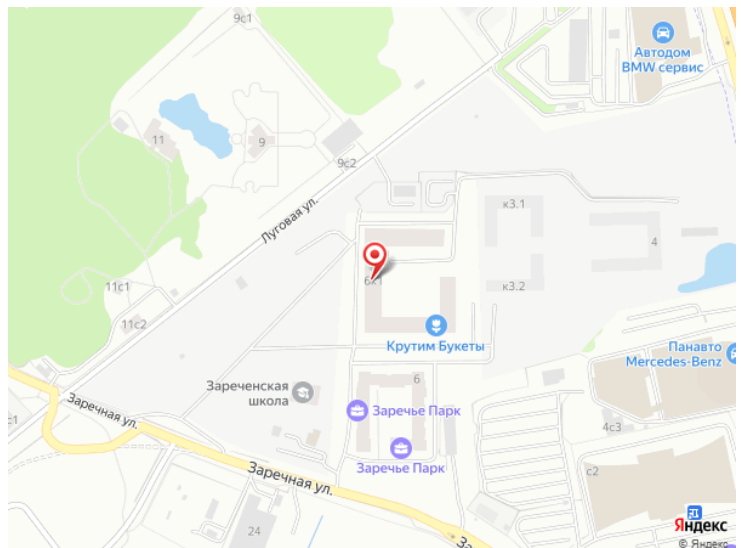 9с1
Автодом
BMW сервис
11
9
9с2
Луговая ул.
к3.1
4
6к1
к3.2
11с1
11с2
Крутим Букеты
Панавто
Mercedes-Benz
Зареченская
школа
6
Заречная ул.
Заречье Парк
4с3
Заречье Парк
с1
с2
Заречная ул.
24
За
Яндекс
© Яндекс